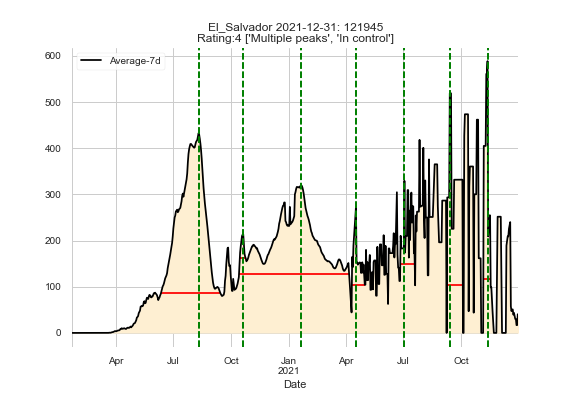 El_Salvador 2021-12-31: 121945
Rating:4 ['Multiple peaks', 'In control']
Average-7d
600
500
400
300
200
100
0
Apr
Jul
Oct
Jan
2021
Apr
Jul
Oct
Date